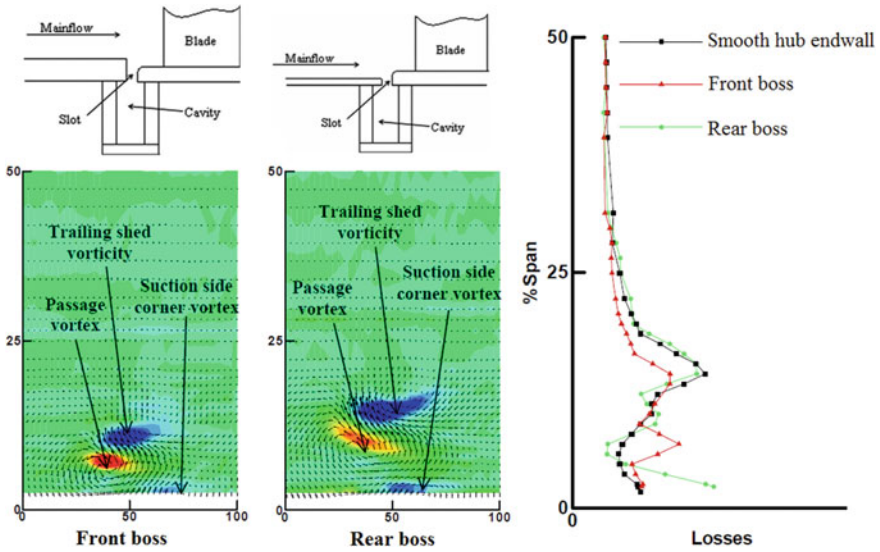 Mainflow
Blade
Slot
Cavity
Mainflow
Blade
Slot
Cavity
50
25
0
Trailing shed
vorticity
Passage
vortex
Suction side
corner vortex
0
50
100
Front boss
50
25
0
Trailing shed
vorticity
Passage
vortex
Suction side
corner vortex
0
50
100
Rear boss
50
25
0
% Span
Smooth hub endwall
Front boss
Rear boss
0
Losses